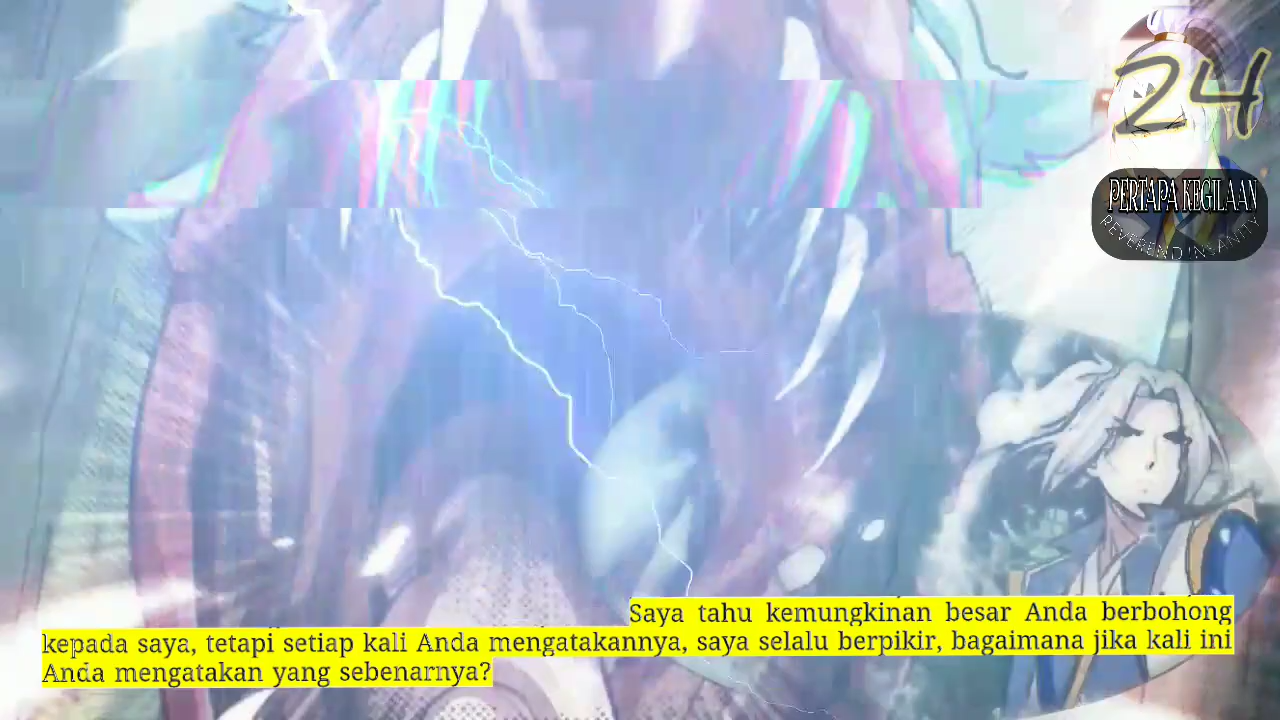 24
PERTAPA KEGILAAN
REVEREND INSANITY
Saya tahu kemungkinan besar Anda berbohong
kepada saya, tetapi setiap kali Anda mengatakannya, saya selalu berpikir, bagaimana jika kali ini
Anda mengatakan yang sebenarnya?